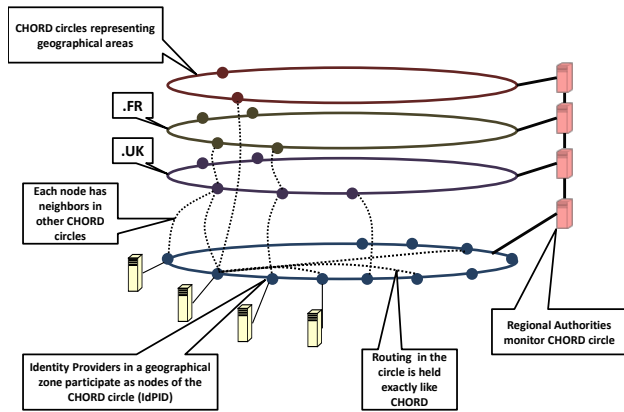 CHORD circles representing
geographical areas
.FR
.UK
Each node has
neighbors in
other CHORD
circles
Identity Providers in a geographical
zone participate as nodes of the
CHORD circle (IdPID)
Routing in the
circle is held
exactly like
CHORD
Regional Authorities
monitor CHORD circle